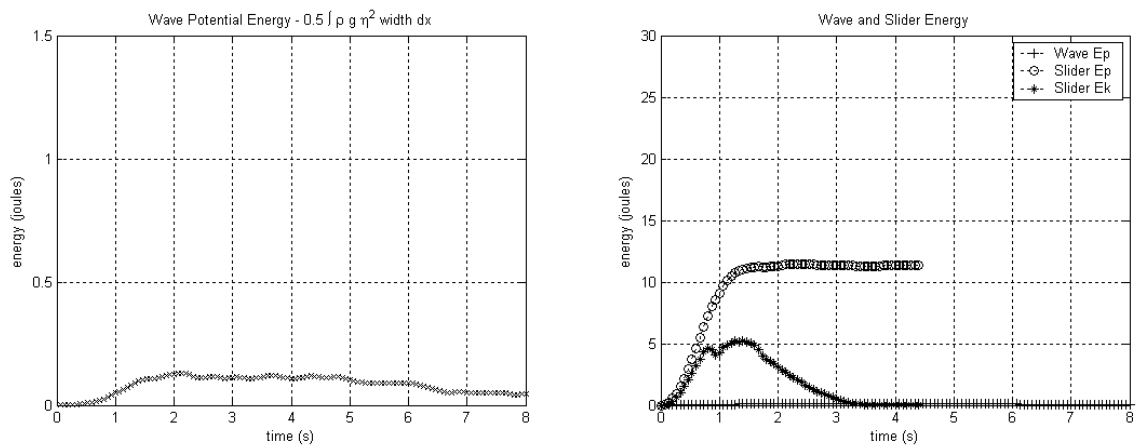 Wave Potential Energy - 0.5 ∫ ρ g η² width dx
1.5
1
0.5
0
energy (joules)
0 1 2 3 4 5 6 7 8
time (s)
Wave and Slider Energy
30
25
20
15
10
5
0
energy (joules)
Wave Ep
Slider Ep
Slider Ek
0 1 2 3 4 5 6 7 8
time (s)